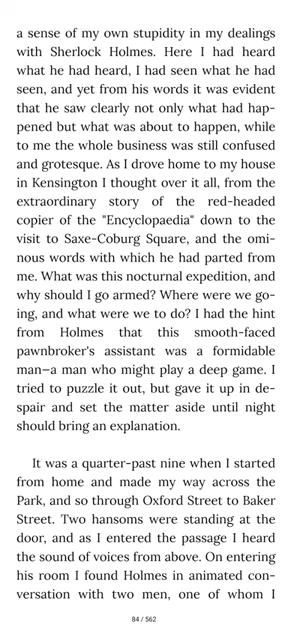 a sense of my own stupidity in my dealings
with Sherlock Holmes. Here I had heard
what he had heard, I had seen what he had
seen, and yet from his words it was evident
that he saw clearly not only what had hap-
pened but what was about to happen, while
to me the whole business was still confused
and grotesque. As I drove home to my house
in Kensington I thought over it all, from the
extraordinary story of the red-headed
copier of the "Encyclopaedia" down to the
visit to Saxe-Coburg Square, and the omi-
nous words with which he had parted from
me. What was this nocturnal expedition, and
why should I go armed? Where were we go-
ing, and what were we to do? I had the hint
from Holmes that this smooth-faced
pawnbroker's assistant was a formidable
man—a man who might play a deep game. I
tried to puzzle it out, but gave it up in de-
spair and set the matter aside until night
should bring an explanation.
It was a quarter-past nine when I started
from home and made my way across the
Park, and so through Oxford Street to Baker
Street. Two hansoms were standing at the
door, and as I entered the passage I heard
the sound of voices from above. On entering
his room I found Holmes in animated con-
versation with two men, one of whom I
84 / 562